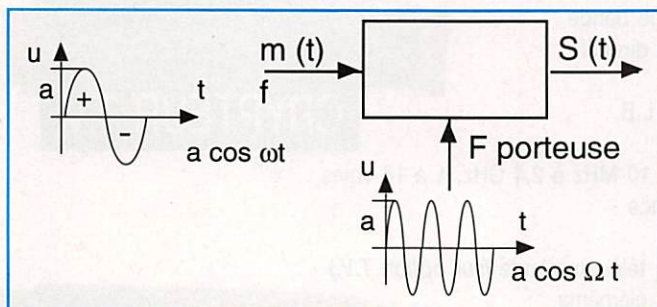 u
a
+
-
t
a cos ωt
m (t)
f
S (t)
F porteuse
u
a
t
a cos Ω t